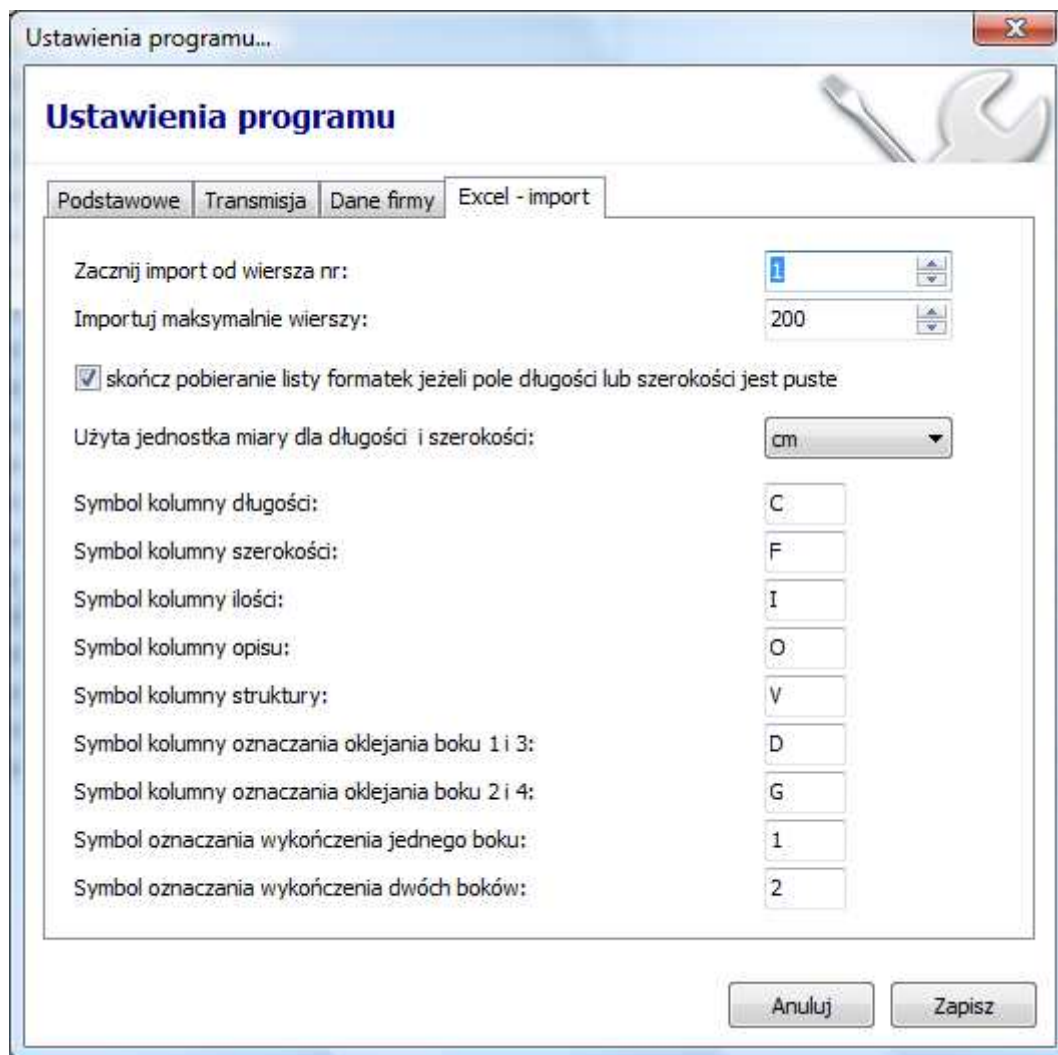 Ustawienia programu...
Ustawienia programu
Podstawowe Transmisja Dane firmy Excel - import
Zacznij import od wiersza nr: 1
Importuj maksymalnie wierszy: 200
skończ pobieranie listy formatek jeżeli pole długości lub szerokości jest puste
Użyta jednostka miary dla długości i szerokości: cm
Symbol kolumny długości: C
Symbol kolumny szerokości: F
Symbol kolumny ilości: I
Symbol kolumny opisu: O
Symbol kolumny struktury: V
Symbol kolumny oznaczania oklejania boku 1 i 3: D
Symbol kolumny oznaczania oklejania boku 2 i 4: G
Symbol oznaczania wykończenia jednego boku: 1
Symbol oznaczania wykończenia dwóch boków: 2
Anuluj Zapisz